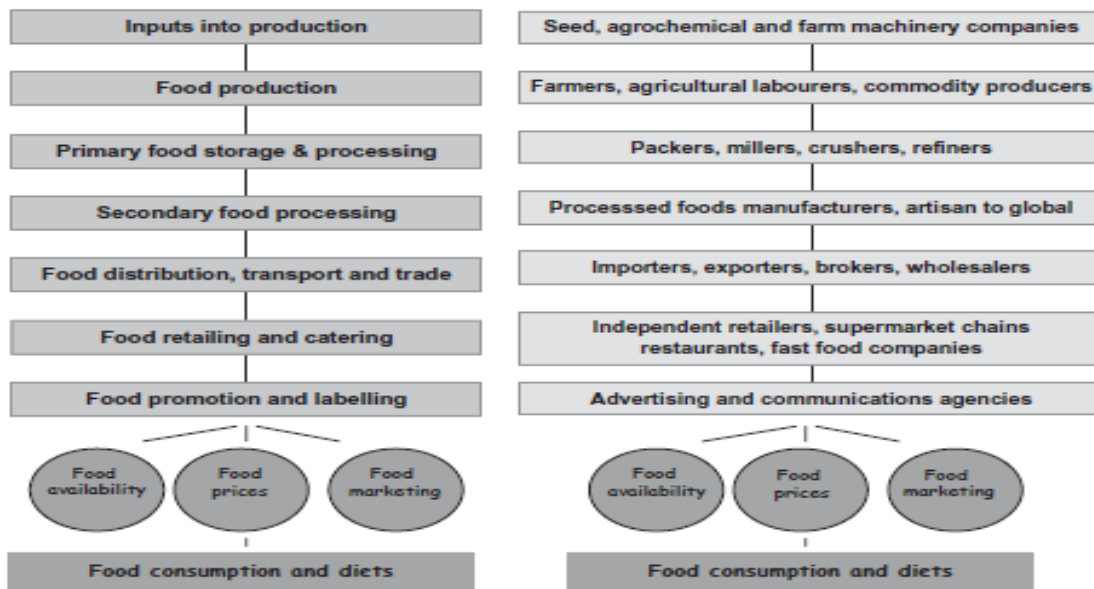 Inputs into production
Food production
Primary food storage & processing
Secondary food processing
Food distribution, transport and trade
Food retailing and catering
Food promotion and labelling
Food
availability
Food
prices
Food
marketing
Food consumption and diets
Seed, agrochemical and farm machinery companies
Farmers, agricultural labourers, commodity producers
Packers, millers, crushers, refiners
Processsed foods manufacturers, artisan to global
Importers, exporters, brokers, wholesalers
Independent retailers, supermarket chains
restaurants, fast food companies
Advertising and communications agencies
Food
availability
Food
prices
Food
marketing
Food consumption and diets